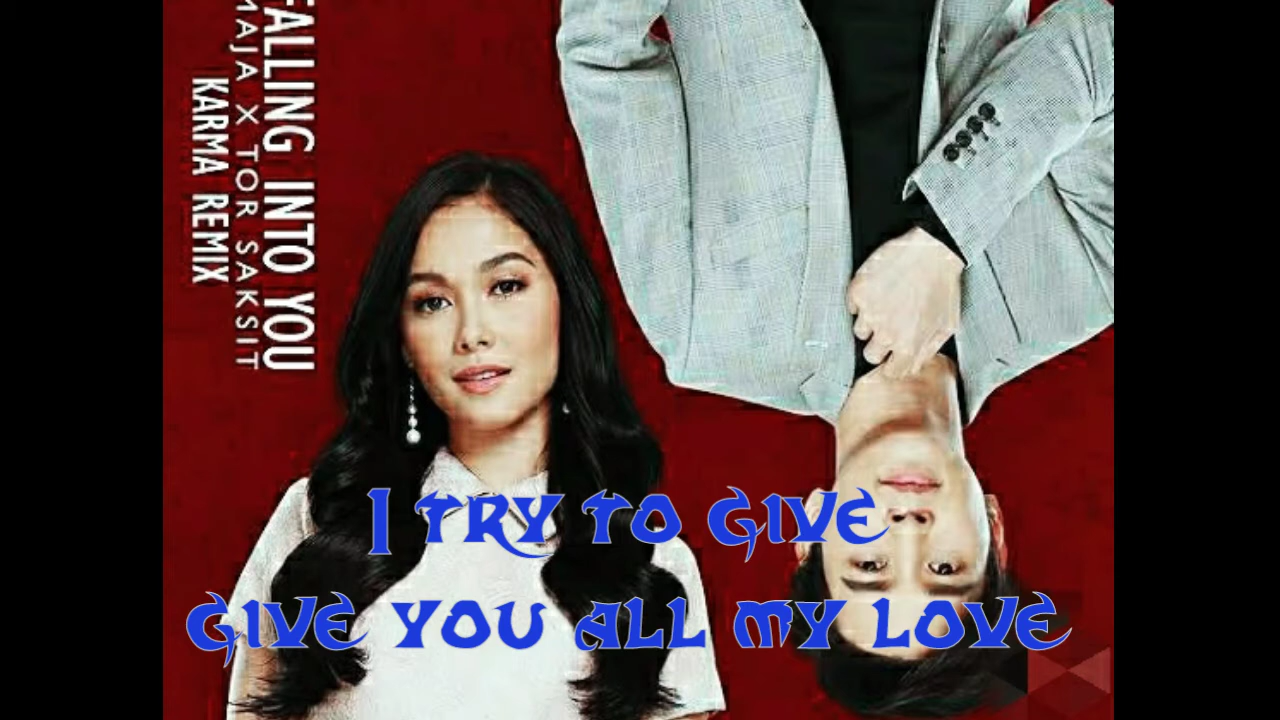 FALLING INTO YOU
MAJA X TOR SAKSIT
KARMA REMIX
I TRY TO GIVE
GIVE YOU ALL MY LOVE